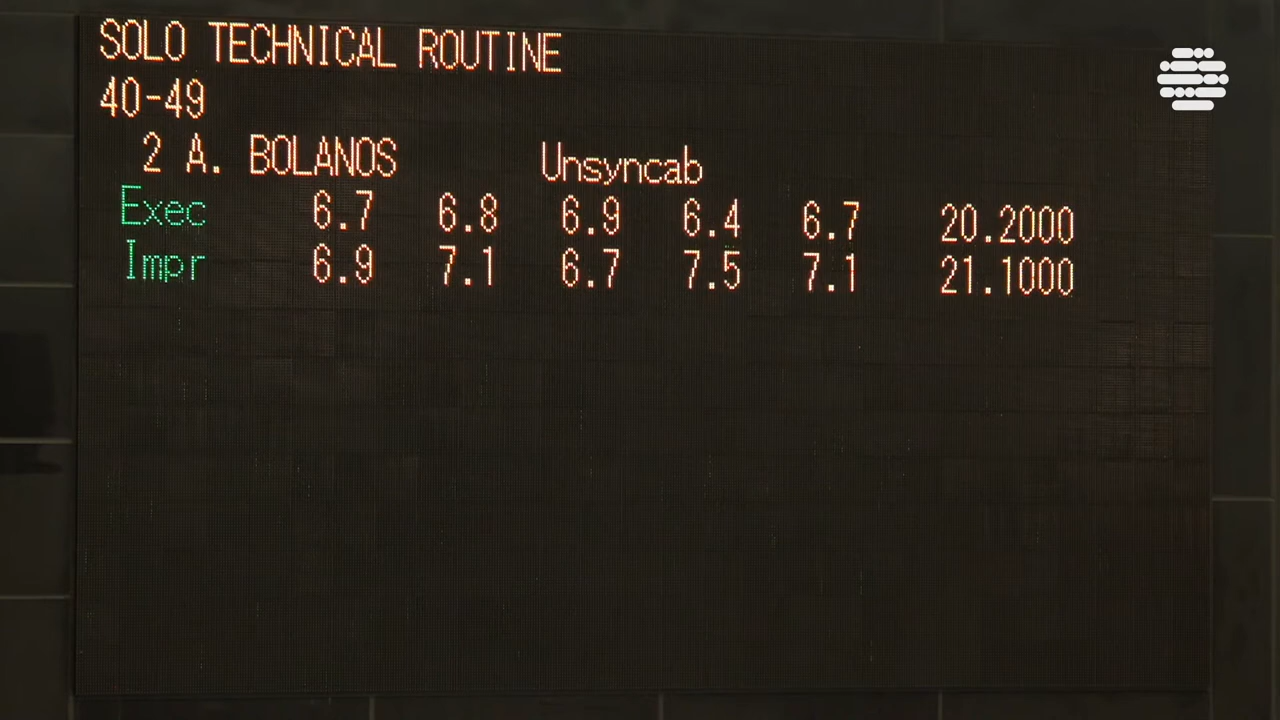 SOLO TECHNICAL ROUTINE
40-49
2 A. BOLANOS Unsyncab
Exec 6.7 6.8 6.9 6.4 6.7 20.2000
Impr 6.9 7.1 6.7 7.5 7.1 21.1000